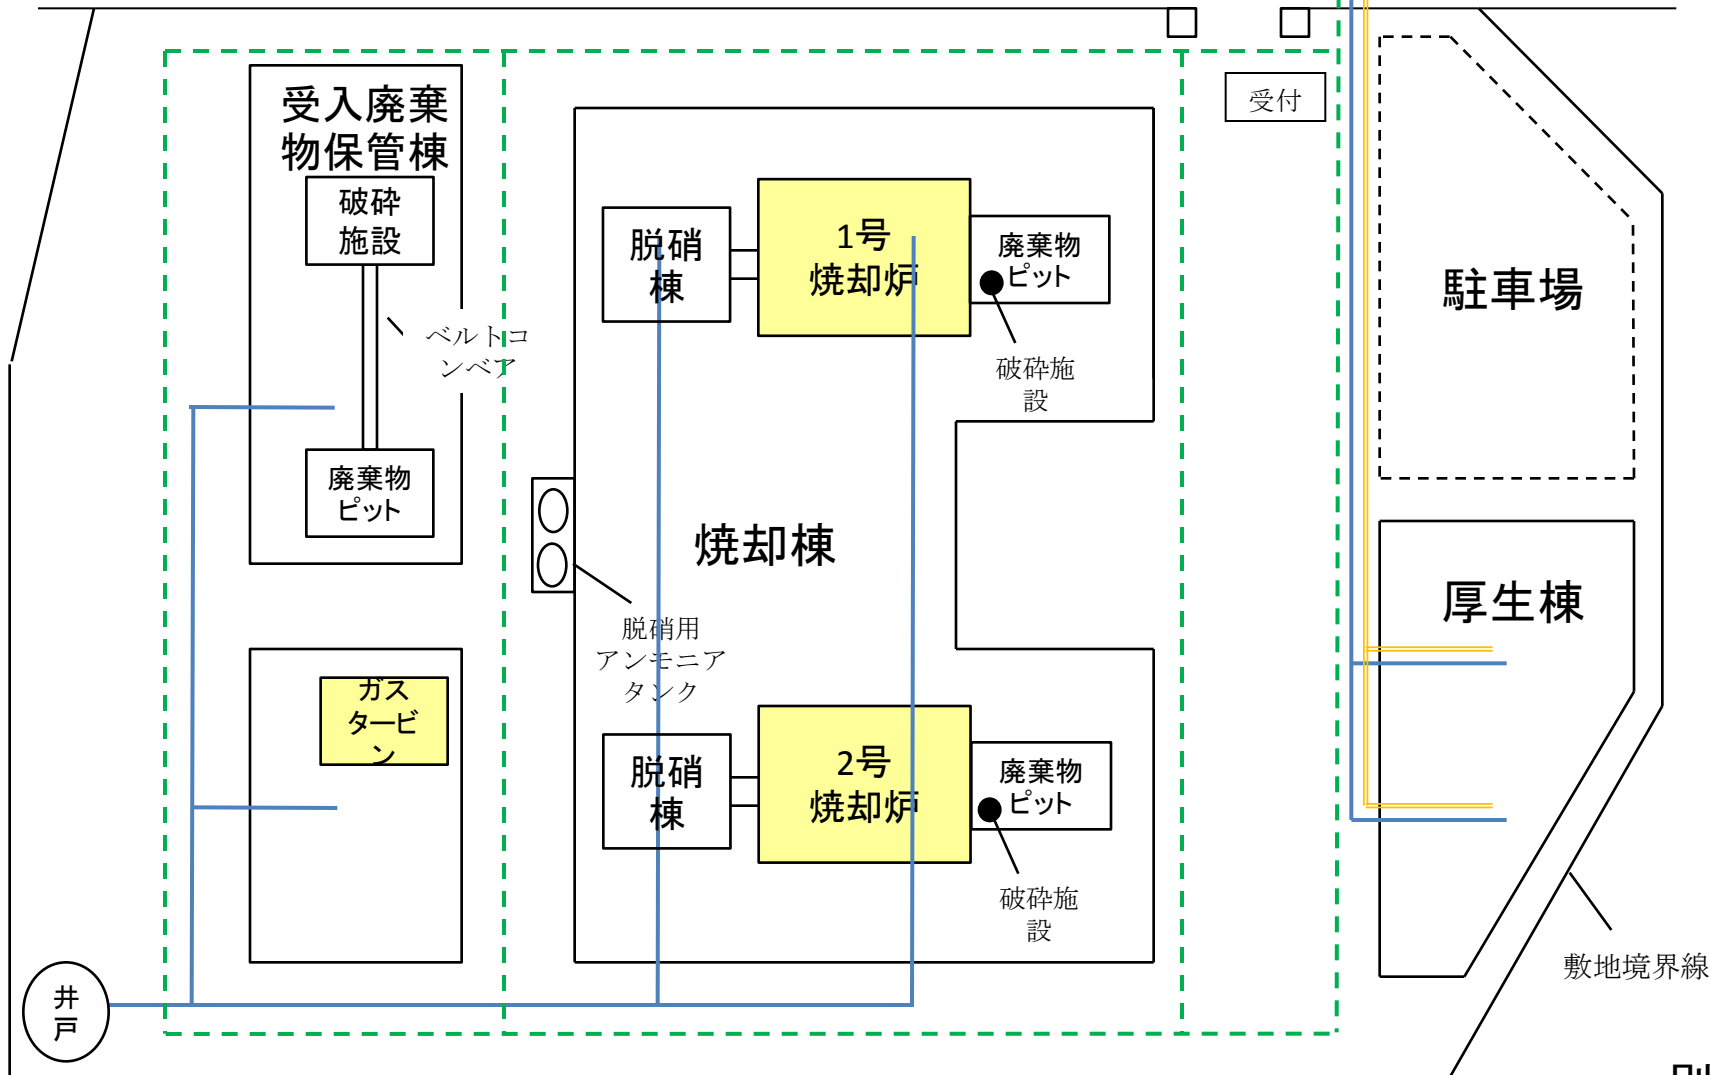 受付
受入廃棄
物保管棟
破砕
施設
ベルトコ
ンベア
廃棄物
ピット
ガス
タービ
ン
脱硝
棟
1号
焼却炉
廃棄物
ピット
破砕施
設
焼却棟
脱硝用
アンモニア
タンク
脱硝
棟
2号
焼却炉
廃棄物
ピット
破砕施
設
駐車場
厚生棟
敷地境界線
井
戸